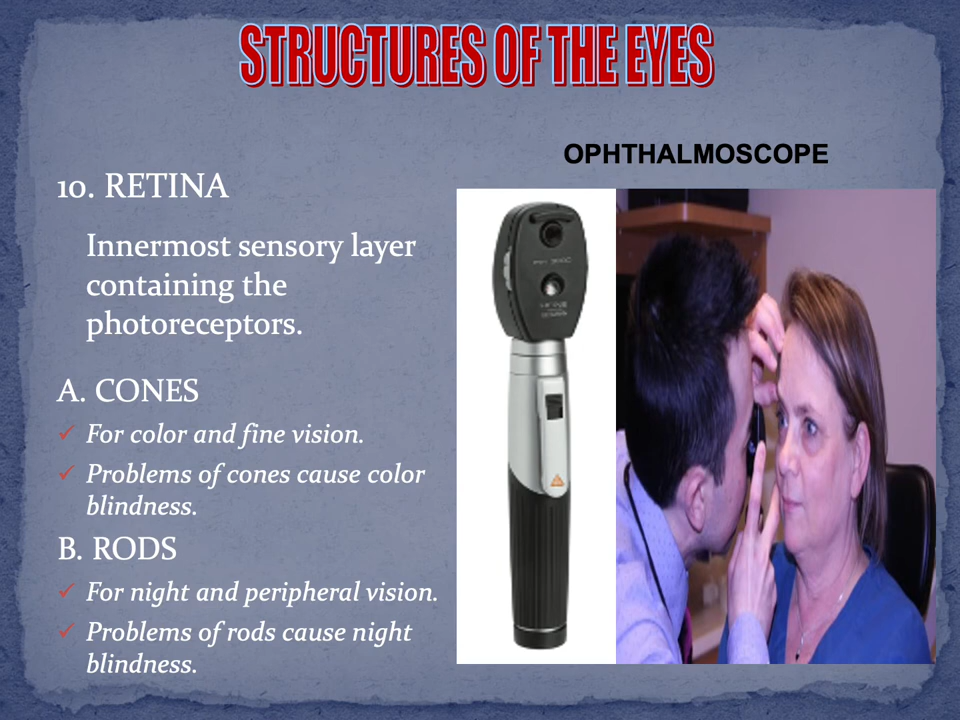 STRUCTURES OF THE EYES
OPHTHALMOSCOPE
10. RETINA
Innermost sensory layer
containing the
photoreceptors.
A. CONES
✓ For color and fine vision.
✓ Problems of cones cause color
blindness.
B. RODS
✓ For night and peripheral vision.
✓ Problems of rods cause night
blindness.